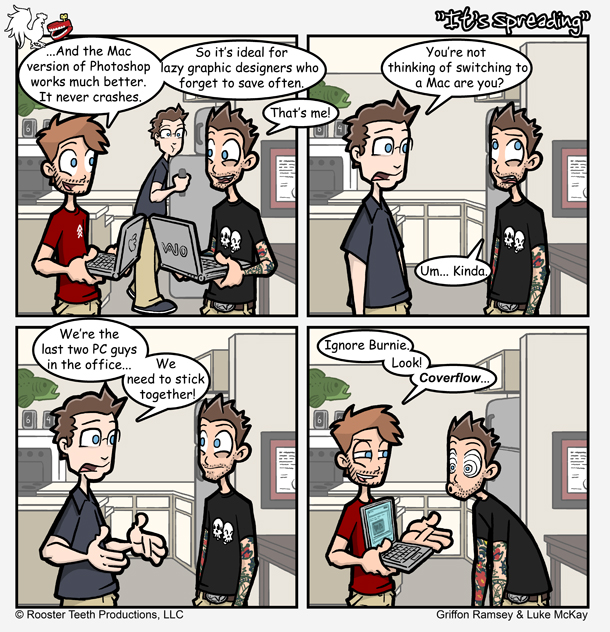 "It's Spreading"
...And the Mac
version of Photoshop
works much better.
It never crashes.
So it's ideal for
lazy graphic designers who
forget to save often.
That's me!
VAIO
You're not
thinking of switching to
a Mac are you?
Um... Kinda.
We're the
last two PC guys
in the office...
We
need to stick
together!
Ignore Burnie.
Look!
Coverflow...
© Rooster Teeth Productions, LLC
Griffon Ramsey & Luke McKay